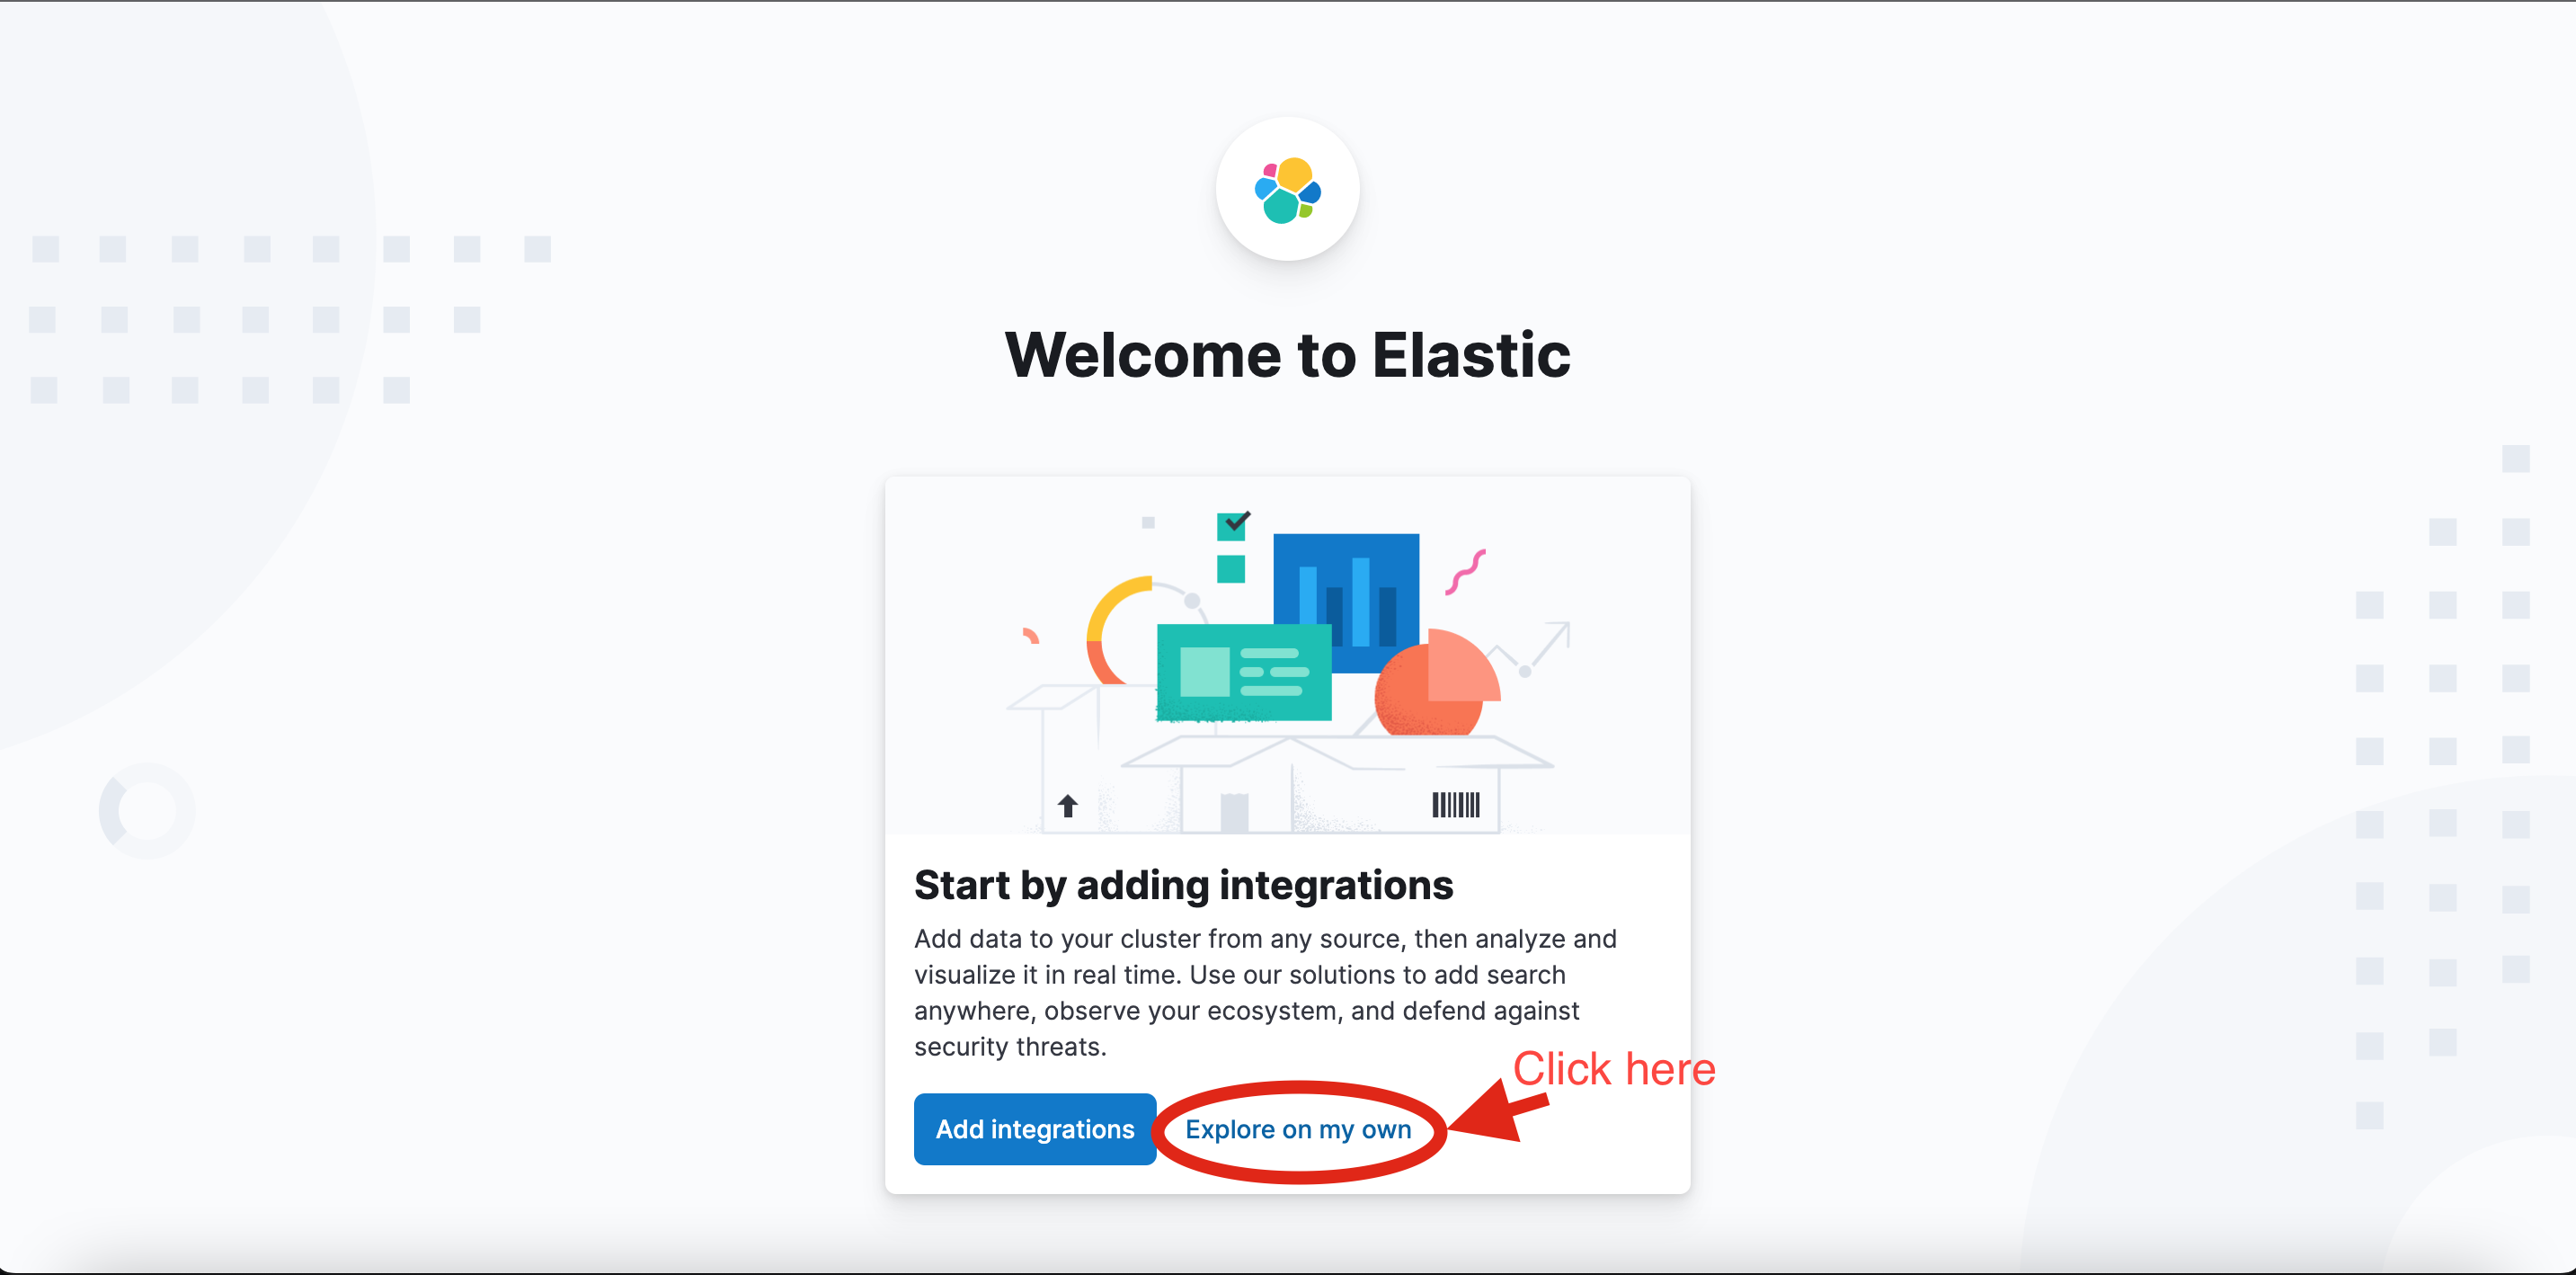 Welcome to Elastic
Start by adding integrations
Add data to your cluster from any source, then analyze and
visualize it in real time. Use our solutions to add search
anywhere, observe your ecosystem, and defend against
security threats.
Click here
Add integrations
Explore on my own